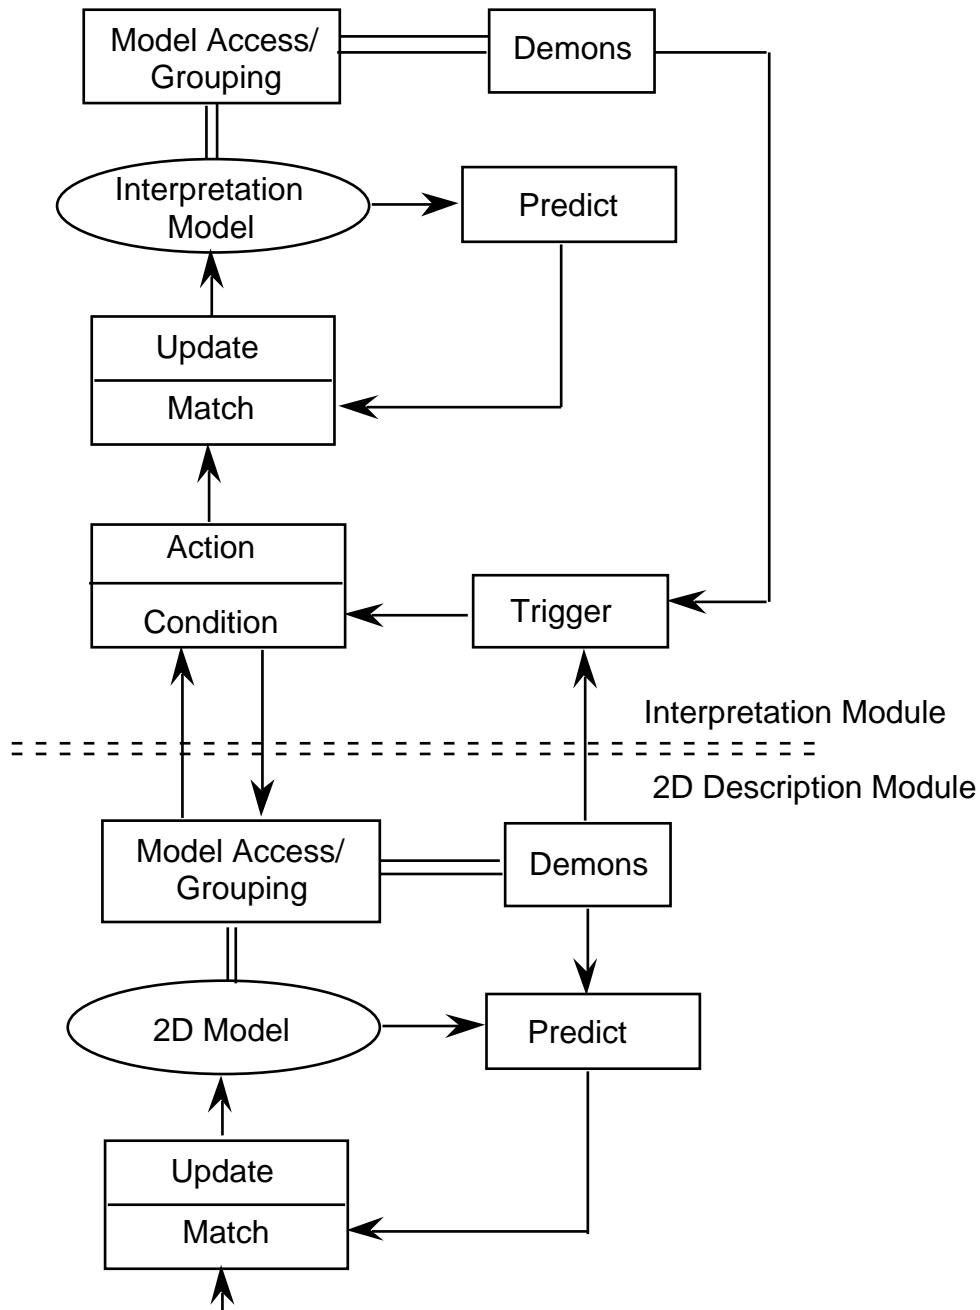 Model Access/
Grouping
Demons
Interpretation
Model
Predict
Update
Match
Action
Condition
Trigger
Interpretation Module
2D Description Module
Model Access/
Grouping
Demons
2D Model
Predict
Update
Match